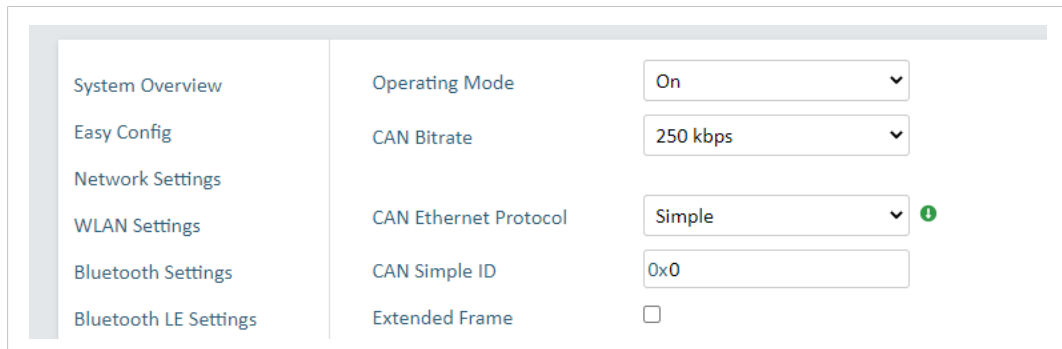 System Overview
Easy Config
Network Settings
WLAN Settings
Bluetooth Settings
Bluetooth LE Settings
Operating Mode On
CAN Bitrate 250 kbps
CAN Ethernet Protocol Simple
CAN Simple ID 0x0
Extended Frame